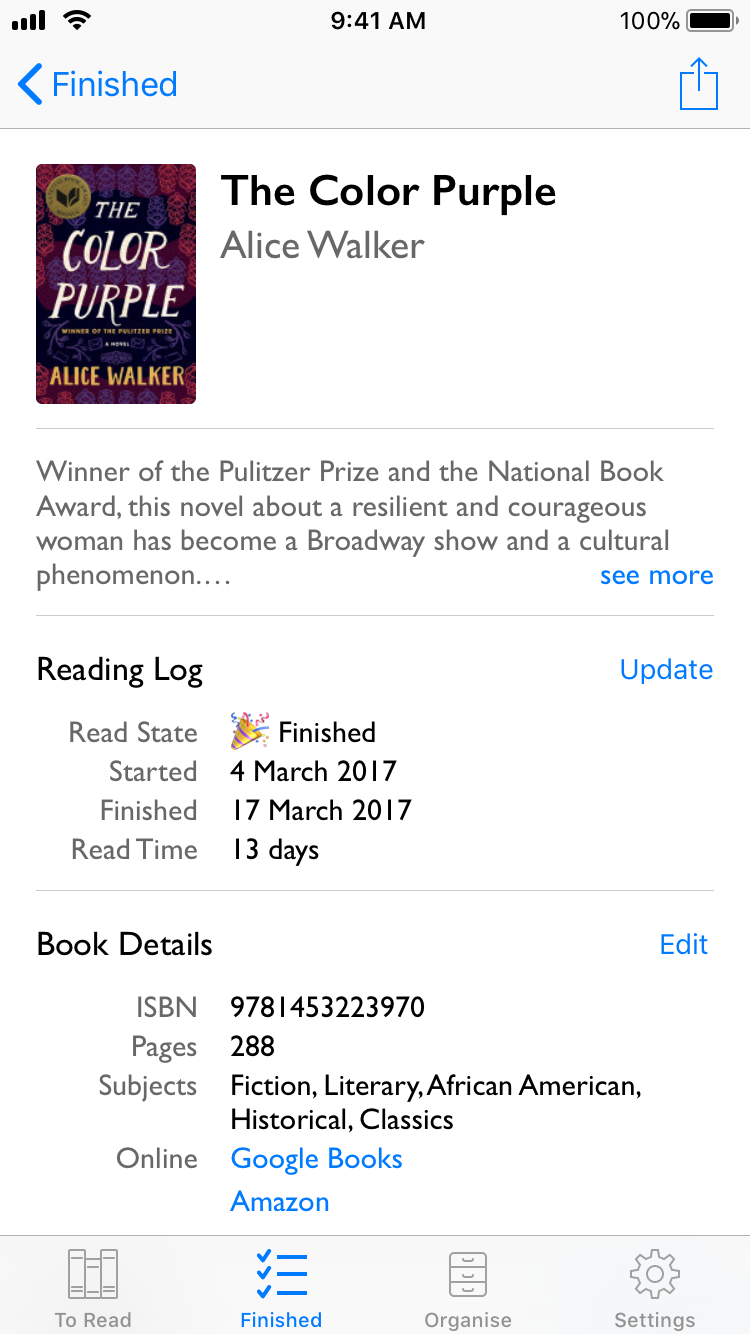 9:41 AM
100%
Finished
THE
COLOR
PURPLE
WINNER OF THE PULITZER PRIZE
A NOVEL
ALICE WALKER
The Color Purple
Alice Walker
Winner of the Pulitzer Prize and the National Book
Award, this novel about a resilient and courageous
woman has become a Broadway show and a cultural
phenomenon.… see more
Reading Log Update
Read State 🎉 Finished
Started 4 March 2017
Finished 17 March 2017
Read Time 13 days
Book Details Edit
ISBN 9781453223970
Pages 288
Subjects Fiction, Literary, African American,
Historical, Classics
Online Google Books
Amazon
To Read Finished Organise Settings